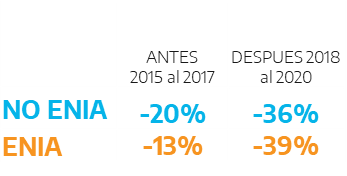 ANTES DESPUES 2018
2015 al 2017 al 2020
NO ENIA -20% -36%
ENIA -13% -39%